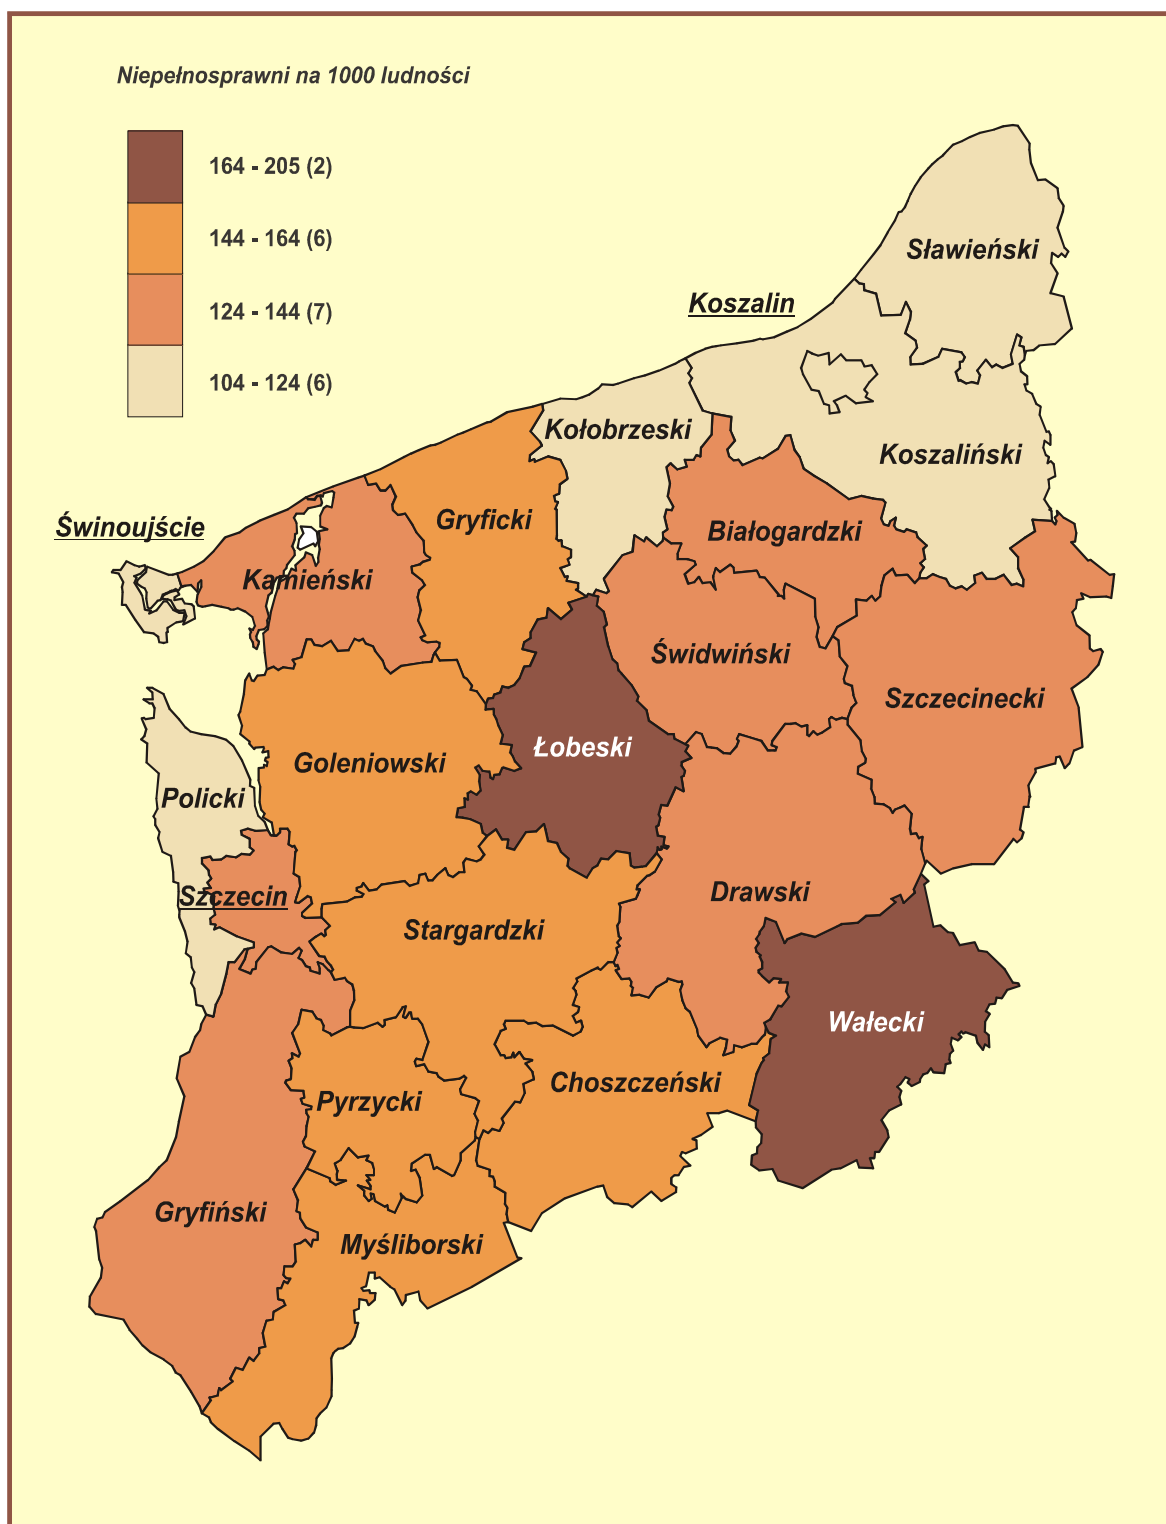 Niepełnosprawni na 1000 ludności
164 - 205 (2)
144 - 164 (6)
124 - 144 (7)
104 - 124 (6)
Sławieński
Koszalin
Kołobrzeski
Koszaliński
Gryficki
Świnoujście
Białogardzki
Kamieński
Świdwiński
Szczecinecki
Łobeski
Goleniowski
Policki
Szczecin
Drawski
Stargardzki
Wałecki
Choszczeński
Pyrzycki
Gryfiński
Myśliborski